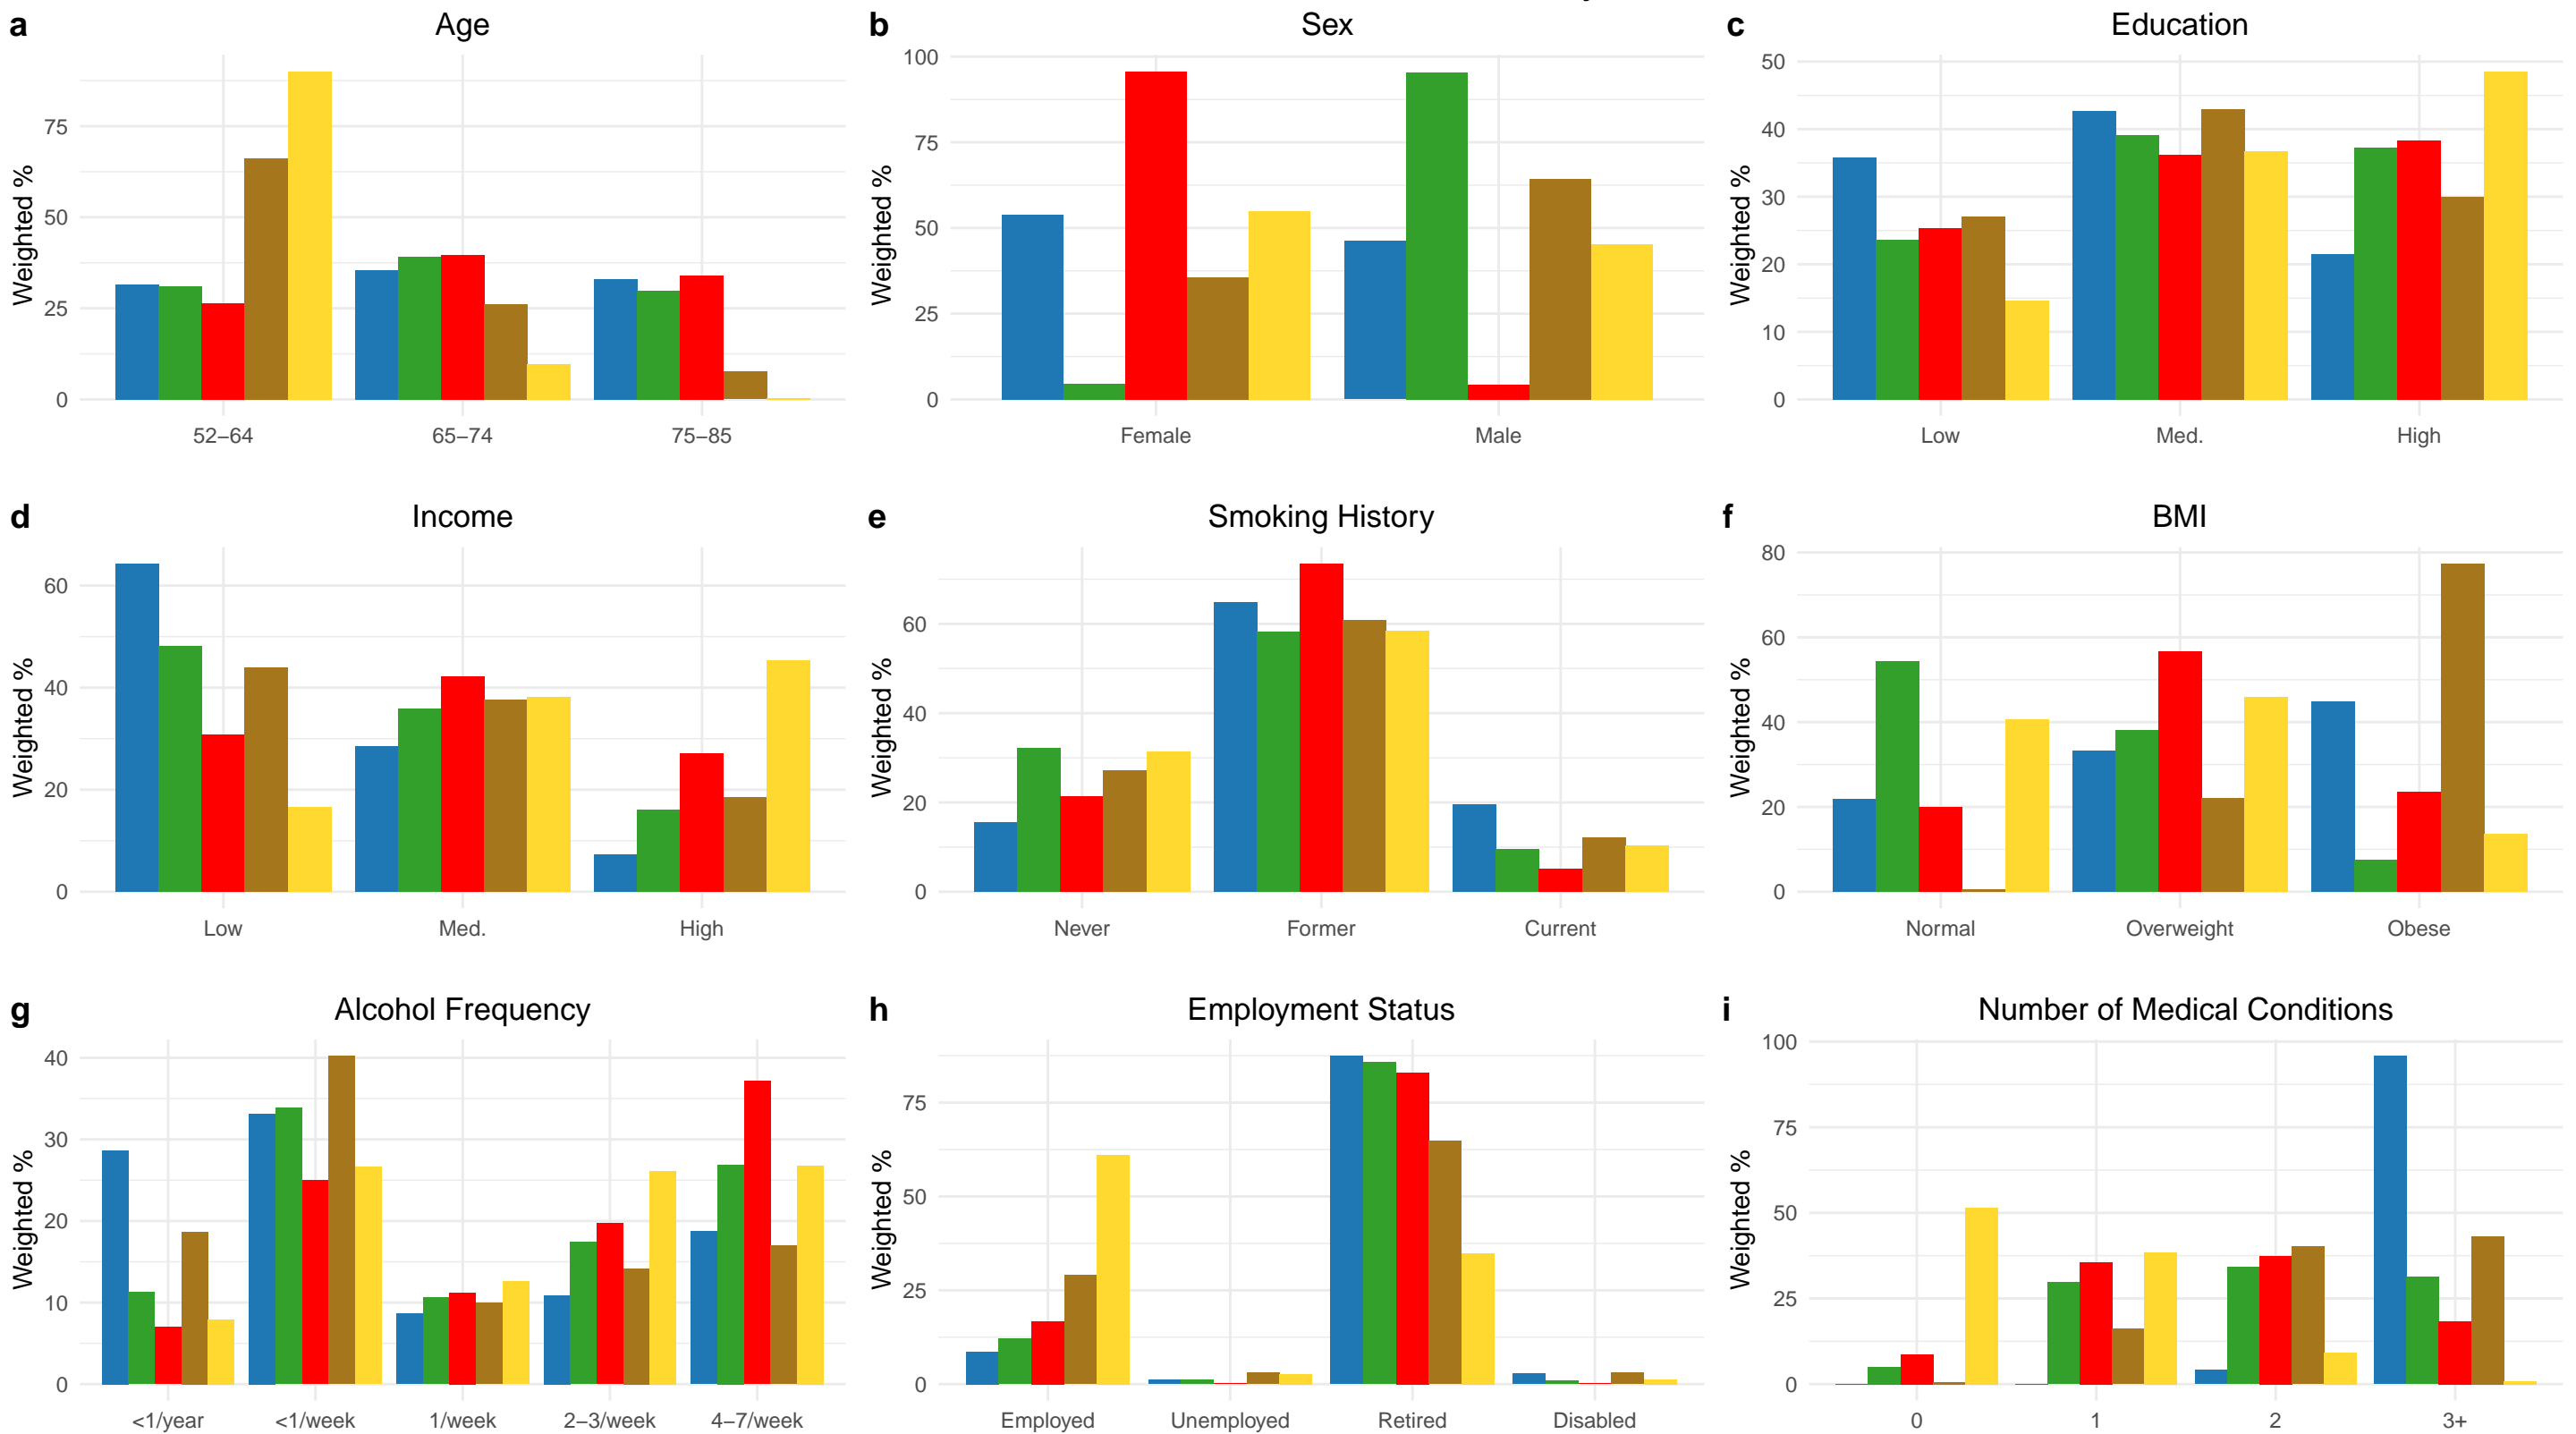 a
Age
Weighted %
75
50
25
0
52–64
65–74
75–85
b
Sex
Weighted %
100
75
50
25
0
Female
Male
c
Education
Weighted %
50
40
30
20
10
0
Low
Med.
High
d
Income
Weighted %
60
40
20
0
Low
Med.
High
e
Smoking History
Weighted %
60
40
20
0
Never
Former
Current
f
BMI
Weighted %
80
60
40
20
0
Normal
Overweight
Obese
g
Alcohol Frequency
Weighted %
40
30
20
10
0
<1/year
<1/week
1/week
2–3/week
4–7/week
h
Employment Status
Weighted %
75
50
25
0
Employed
Unemployed
Retired
Disabled
i
Number of Medical Conditions
Weighted %
100
75
50
25
0
0
1
2
3+